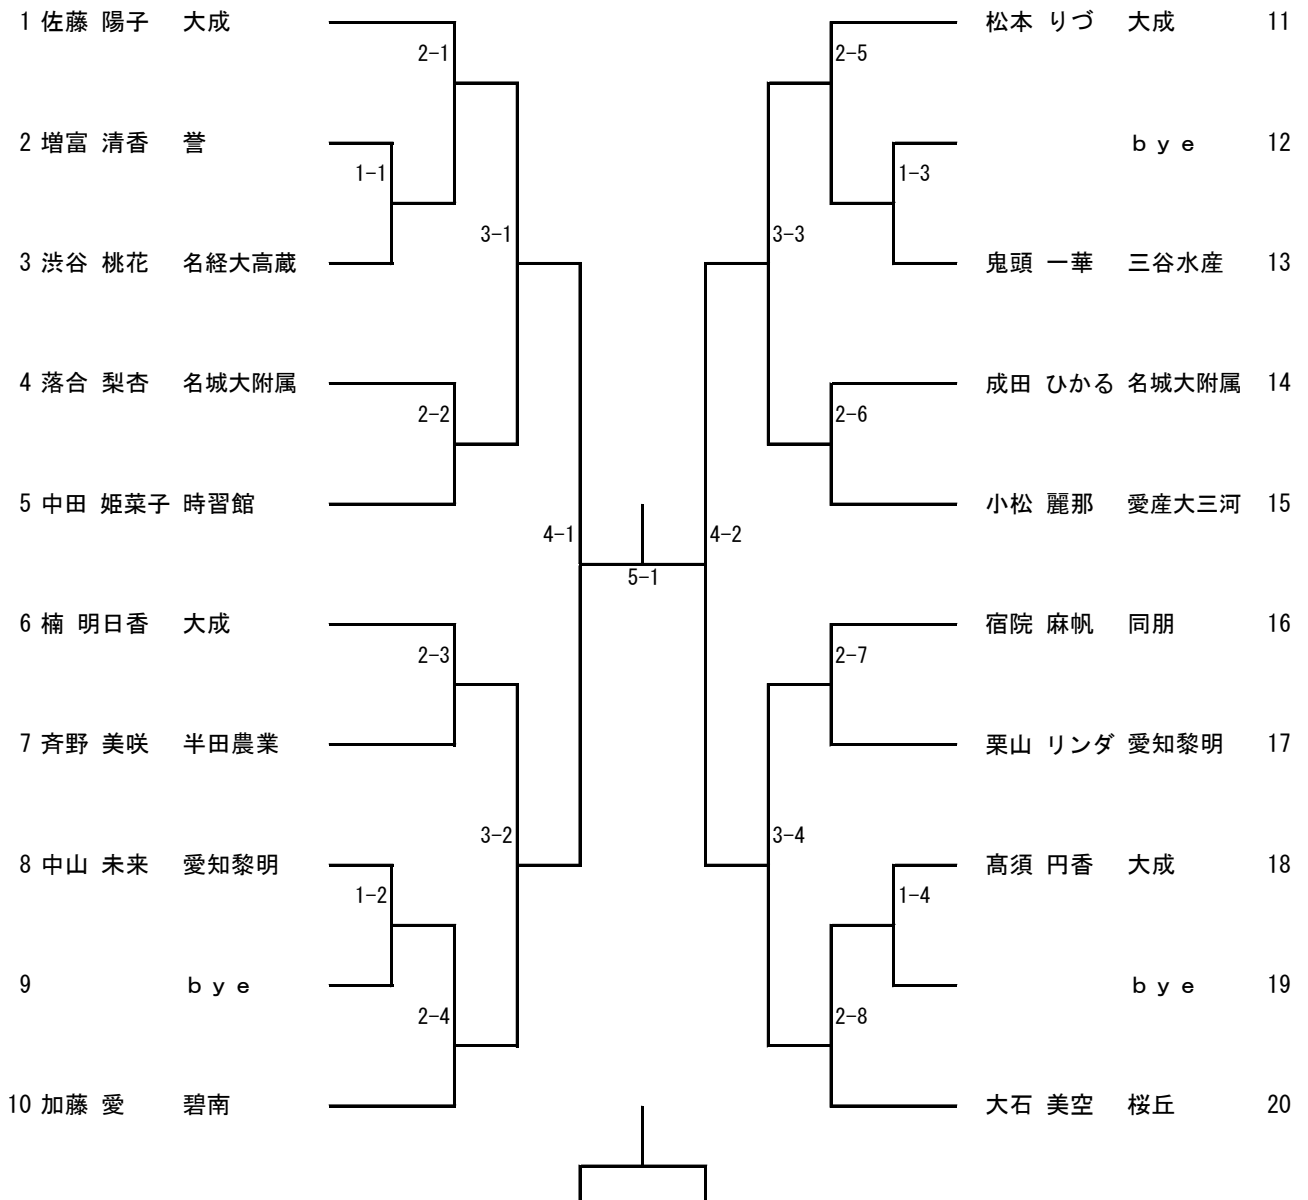 1 佐藤 陽子 大成
2-1
2 増富 清香 誉
1-1
3 渋谷 桃花 名経大高蔵
3-1
4 落合 梨杏 名城大附属
2-2
5 中田 姫菜子 時習館
4-1
6 楠 明日香 大成
2-3
7 斉野 美咲 半田農業
3-2
8 中山 未来 愛知黎明
1-2
9 bye
2-4
10 加藤 愛 碧南
5-1
松本 りづ 大成 11
2-5
bye 12
1-3
鬼頭 一華 三谷水産 13
3-3
成田 ひかる 名城大附属 14
2-6
小松 麗那 愛産大三河 15
4-2
宿院 麻帆 同朋 16
2-7
栗山 リンダ 愛知黎明 17
3-4
髙須 円香 大成 18
1-4
bye 19
2-8
大石 美空 桜丘 20